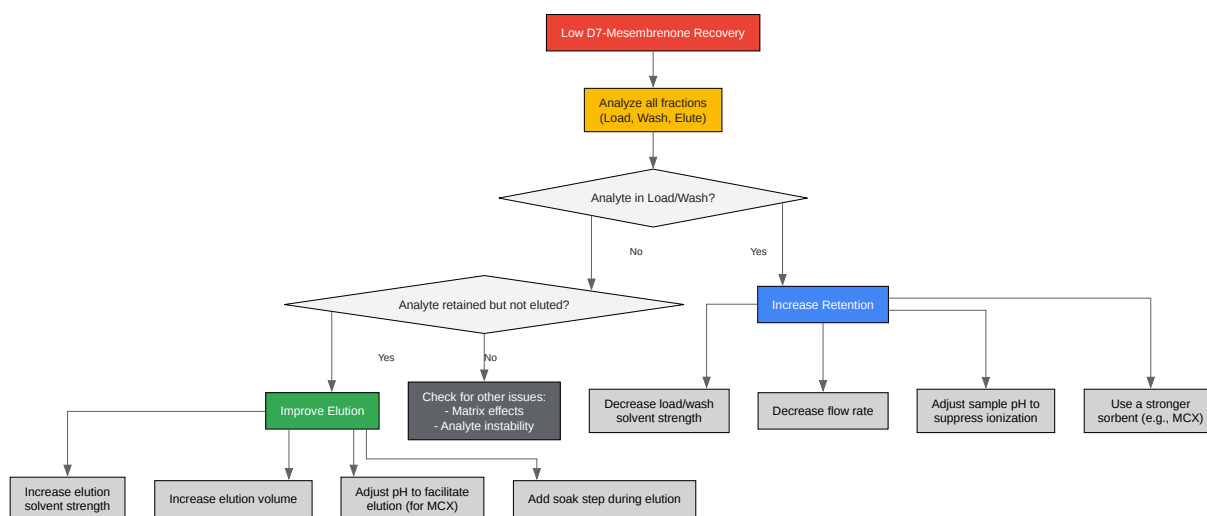 Low D7-Mesembrenone Recovery
Analyze all fractions
(Load, Wash, Elute)
Analyte in Load/Wash?
No
Yes
Analyte retained but not eluted?
Increase Retention
Yes
No
Improve Elution
Check for other issues:
- Matrix effects
- Analyte instability
Decrease load/wash
solvent strength
Decrease flow rate
Adjust sample pH to
suppress ionization
Use a stronger
sorbent (e.g., MCX)
Increase elution
solvent strength
Increase elution volume
Adjust pH to facilitate
elution (for MCX)
Add soak step during elution